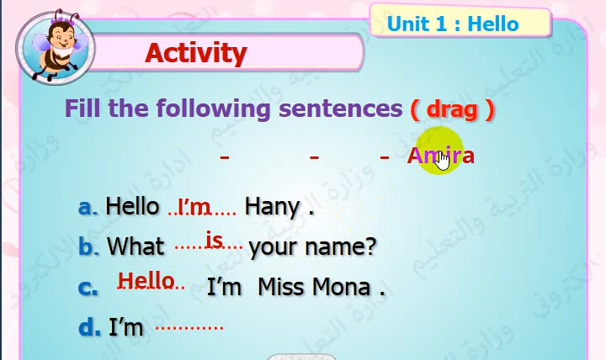 Unit 1 : Hello
Activity
Fill the following sentences ( drag )
- - - Amira
a. Hello ..I'm.... Hany .
b. What ......is...... your name?
c. Hello.. I'm Miss Mona .
d. I'm ............